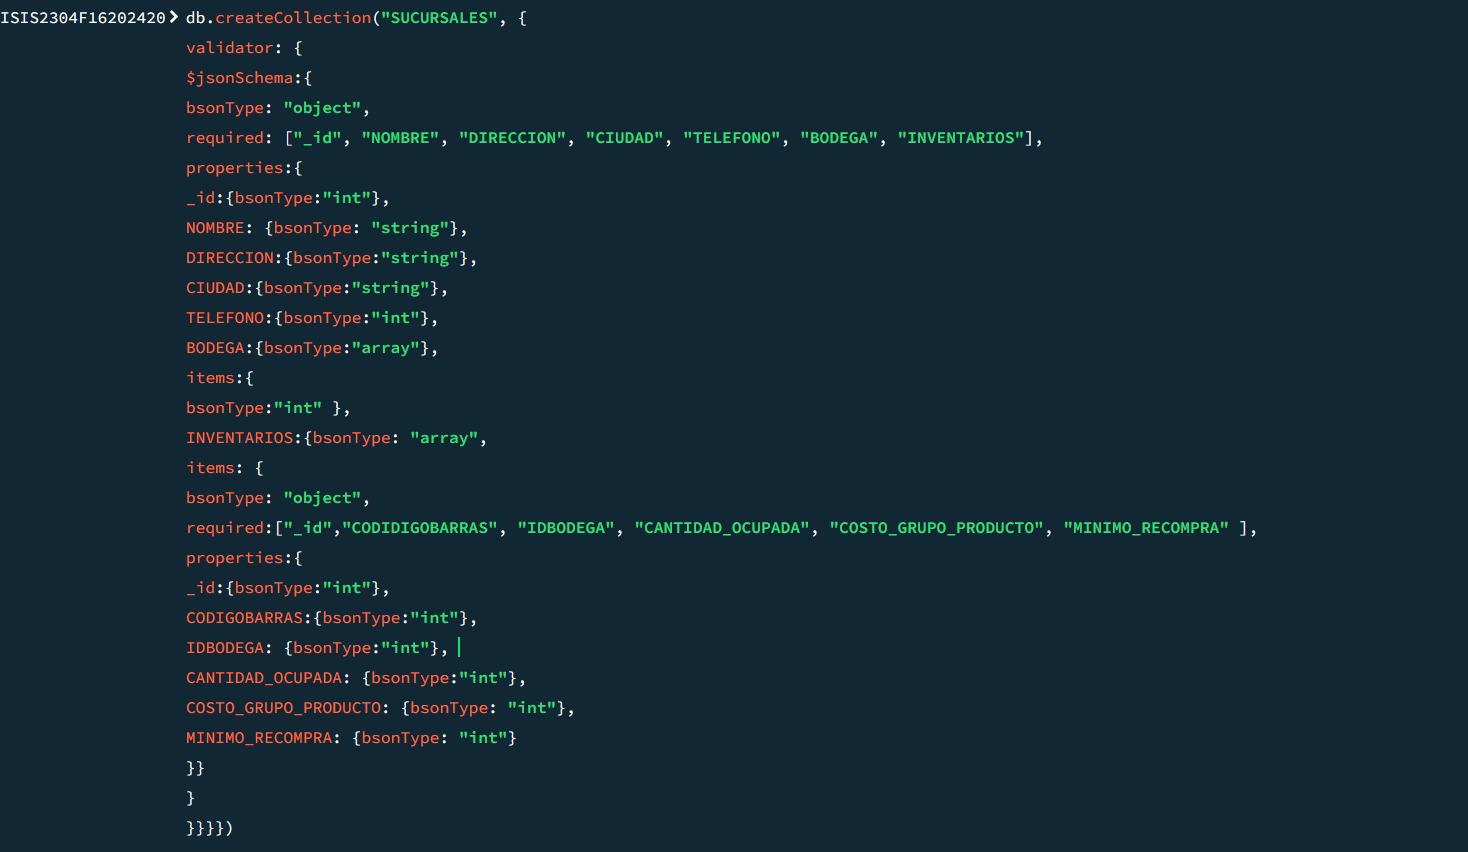 ISIS2304F16202420> db.createCollection("SUCURSALES", {
validator: {
$jsonSchema:{
bsonType: "object",
required: ["_id", "NOMBRE", "DIRECCION", "CIUDAD", "TELEFONO", "BODEGA", "INVENTARIOS"],
properties:{
_id:{bsonType:"int"},
NOMBRE: {bsonType: "string"},
DIRECCION:{bsonType:"string"},
CIUDAD:{bsonType:"string"},
TELEFONO:{bsonType:"int"},
BODEGA:{bsonType:"array"},
items:{
bsonType:"int" },
INVENTARIOS:{bsonType: "array",
items: {
bsonType: "object",
required:["_id","CODIDIGOBARRAS", "IDBODEGA", "CANTIDAD_OCUPADA", "COSTO_GRUPO_PRODUCTO", "MINIMO_RECOMPRA" ],
properties:{
_id:{bsonType:"int"},
CODIGOBARRAS:{bsonType:"int"},
IDBODEGA: {bsonType:"int"},
CANTIDAD_OCUPADA: {bsonType:"int"},
COSTO_GRUPO_PRODUCTO: {bsonType: "int"},
MINIMO_RECOMPRA: {bsonType: "int"}
}}
}
}}}})